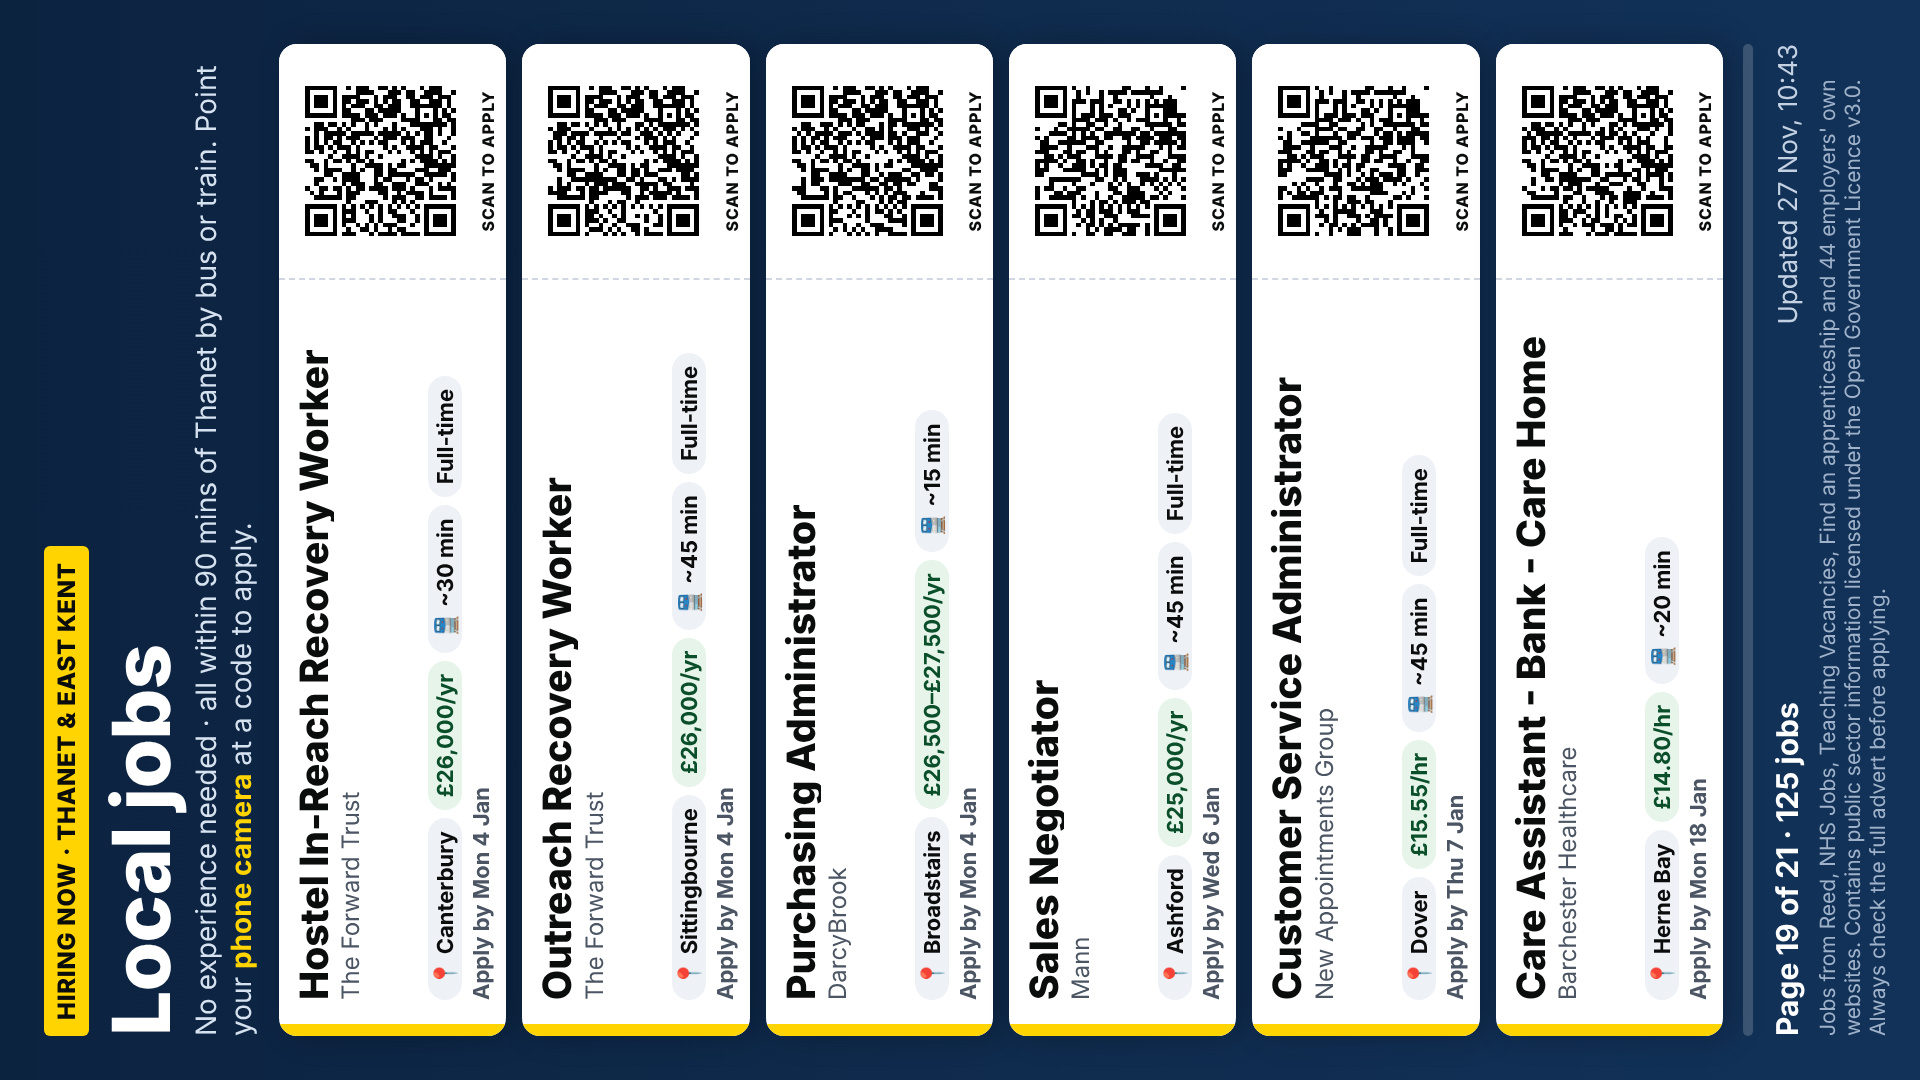 HIRING NOW · THANET & EAST KENT
Local jobs
No experience needed · all within 90 mins of Thanet by bus or train. Point
your phone camera at a code to apply.
Hostel In-Reach Recovery Worker
The Forward Trust
📍 Canterbury £26,000/yr 🚆 ~30 min Full-time
Apply by Mon 4 Jan
SCAN TO APPLY
Outreach Recovery Worker
The Forward Trust
📍 Sittingbourne £26,000/yr 🚆 ~45 min Full-time
Apply by Mon 4 Jan
SCAN TO APPLY
Purchasing Administrator
DarcyBrook
📍 Broadstairs £26,500–£27,500/yr 🚆 ~15 min
Apply by Mon 4 Jan
SCAN TO APPLY
Sales Negotiator
Mann
📍 Ashford £25,000/yr 🚆 ~45 min Full-time
Apply by Wed 6 Jan
SCAN TO APPLY
Customer Service Administrator
New Appointments Group
📍 Dover £15.55/hr 🚆 ~45 min Full-time
Apply by Thu 7 Jan
SCAN TO APPLY
Care Assistant - Bank - Care Home
Barchester Healthcare
📍 Herne Bay £14.80/hr 🚆 ~20 min
Apply by Mon 18 Jan
SCAN TO APPLY
Page 19 of 21 · 125 jobs
Updated 27 Nov, 10:43
Jobs from Reed, NHS Jobs, Teaching Vacancies, Find an apprenticeship and 44 employers' own
websites. Contains public sector information licensed under the Open Government Licence v3.0.
Always check the full advert before applying.